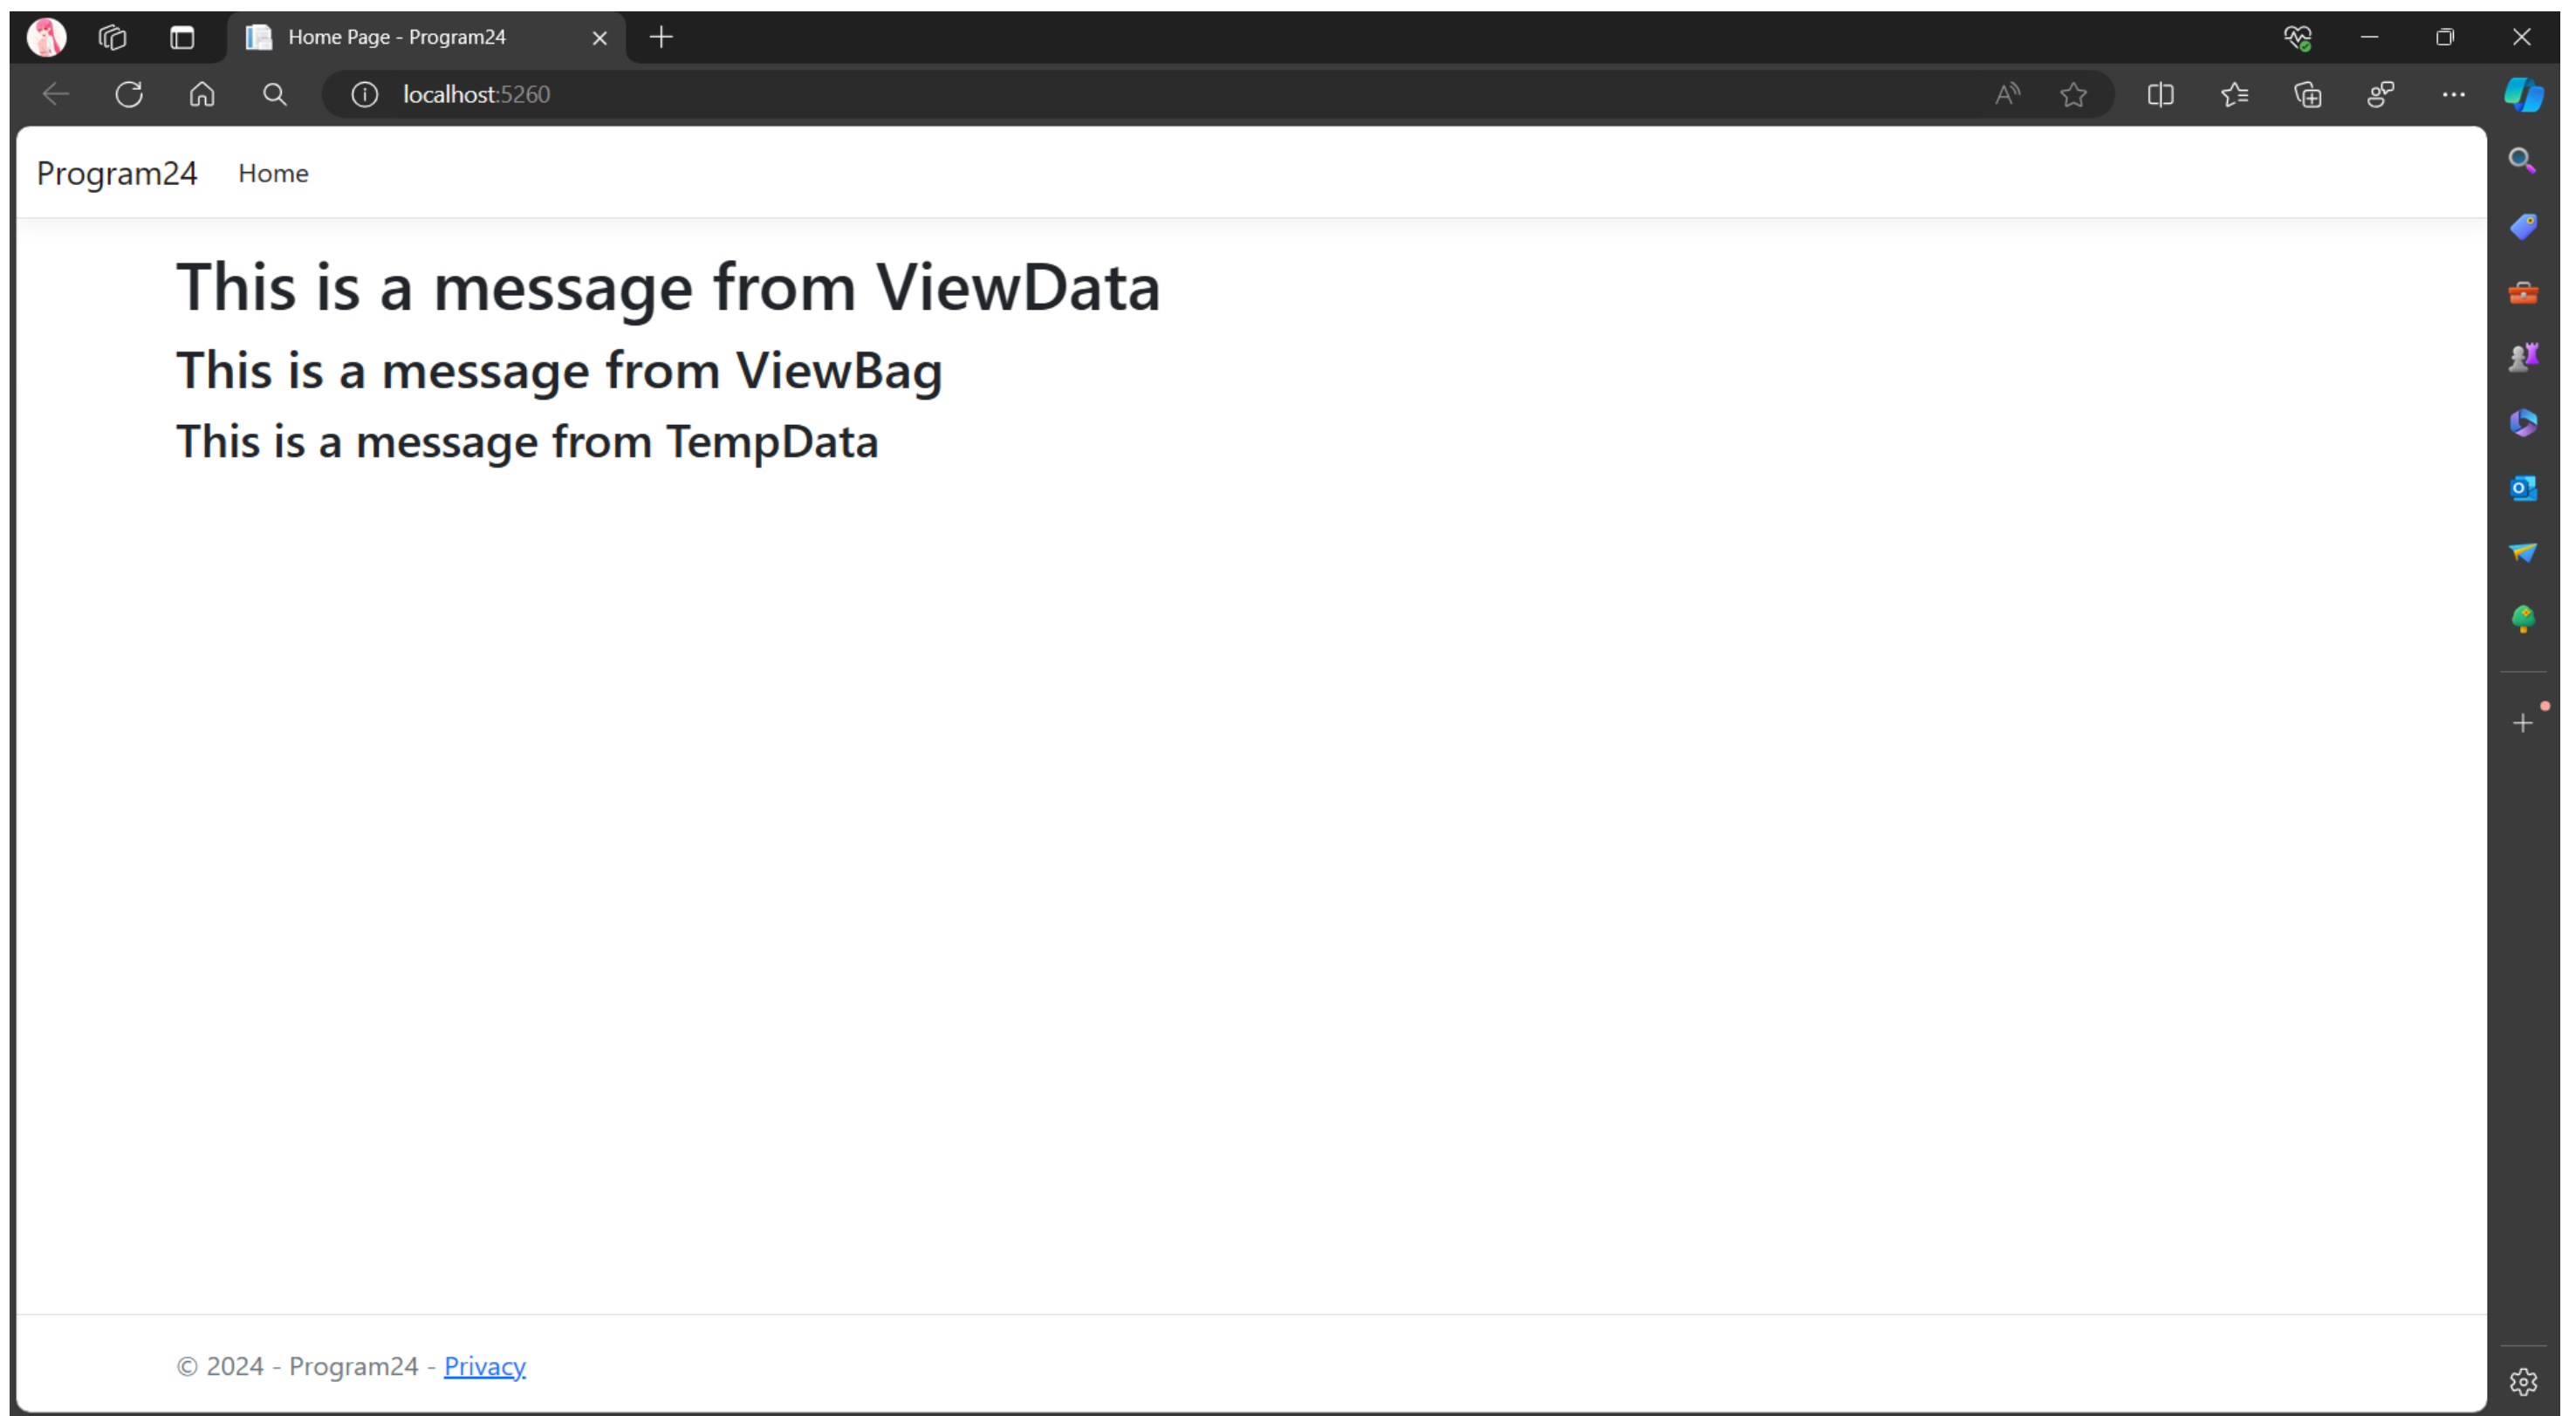 Home Page - Program24
localhost:5260
Program24 Home
This is a message from ViewData
This is a message from ViewBag
This is a message from TempData
© 2024 - Program24 - Privacy